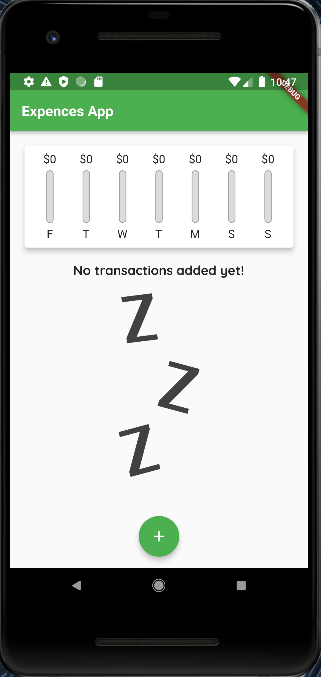 10:47
DEBUG
Expences App
$0 $0 $0 $0 $0 $0 $0
F T W T M S S
No transactions added yet!
Z
Z
Z
+